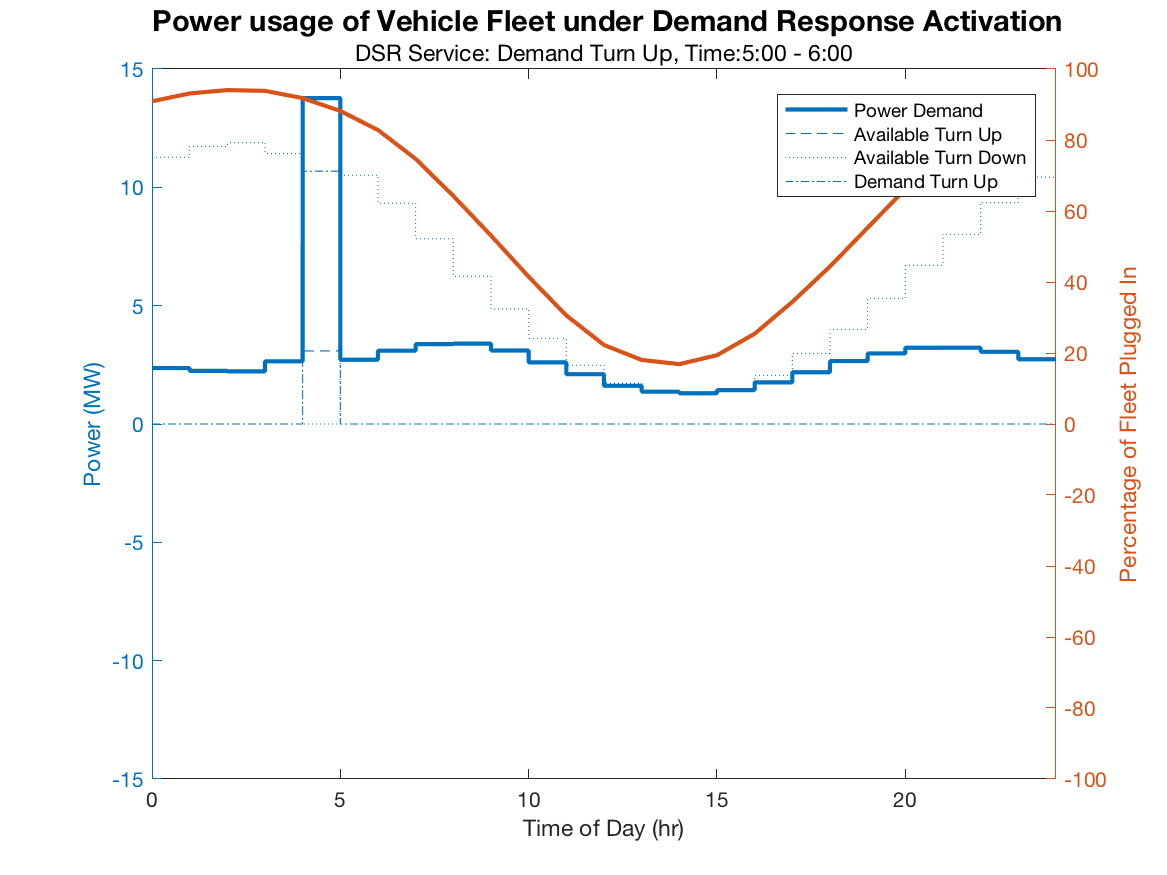 Power usage of Vehicle Fleet under Demand Response Activation
DSR Service: Demand Turn Up, Time:5:00 - 6:00
15
10
5
0
-5
-10
-15
Power (MW)
Power Demand
Available Turn Up
Available Turn Down
Demand Turn Up
100
80
60
40
20
0
-20
-40
-60
-80
-100
Percentage of Fleet Plugged In
0 5 10 15 20
Time of Day (hr)